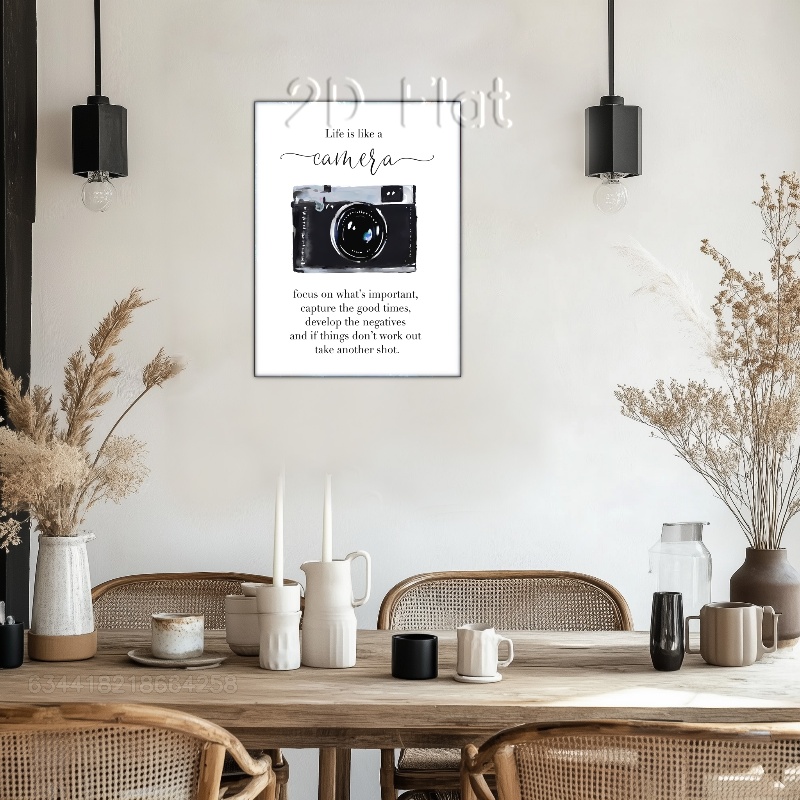 2D Flat
Life is like a
camera
focus on what's important,
capture the good times,
develop the negatives
and if things don't work out
take another shot.
634418218664258